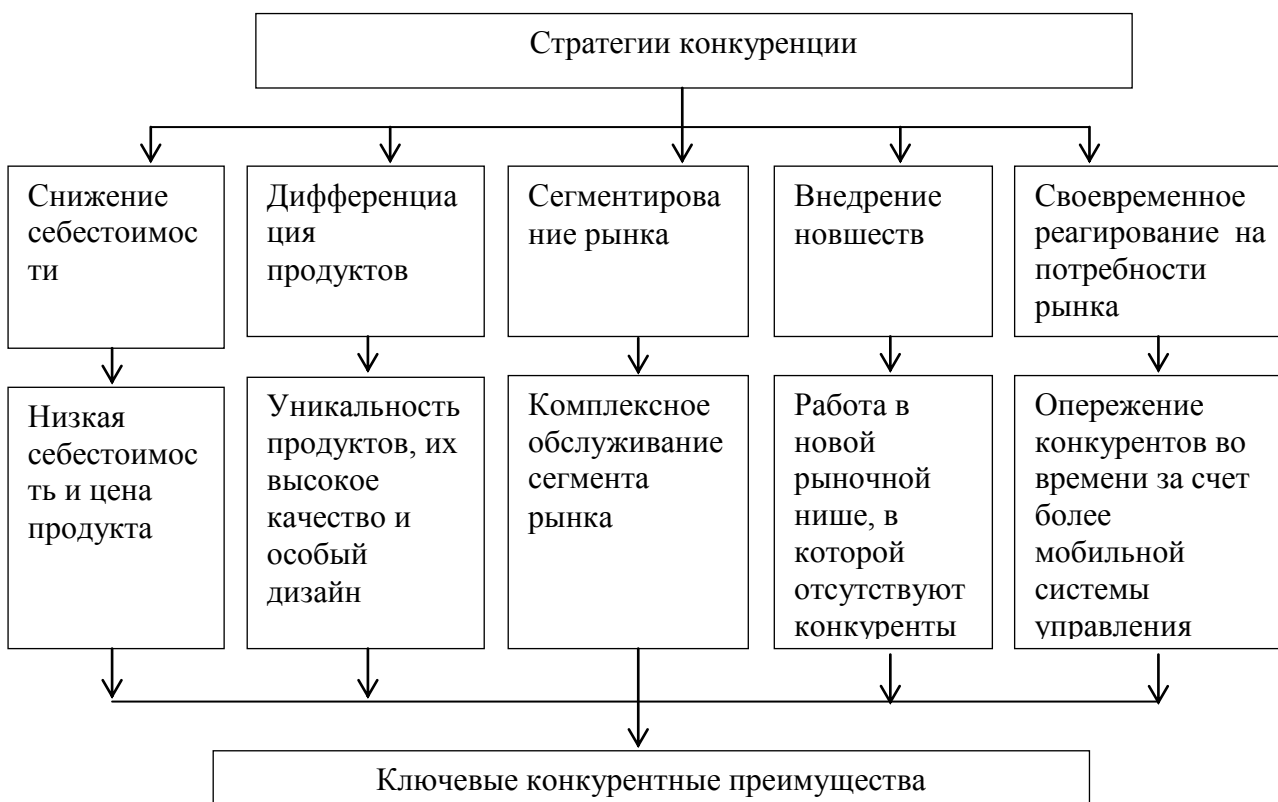 Стратегии конкуренции
Снижение
себестоимос
ти
Дифференциа
ция
продуктов
Сегментирова
ние рынка
Внедрение
новшеств
Своевременное
реагирование на
потребности
рынка
Низкая
себестоимос
ть и цена
продукта
Уникальность
продуктов, их
высокое
качество и
особый
дизайн
Комплексное
обслуживание
сегмента
рынка
Работа в
новой
рыночной
нише, в
которой
отсутствуют
конкуренты
Опережение
конкурентов во
времени за счет
более
мобильной
системы
управления
Ключевые конкурентные преимущества